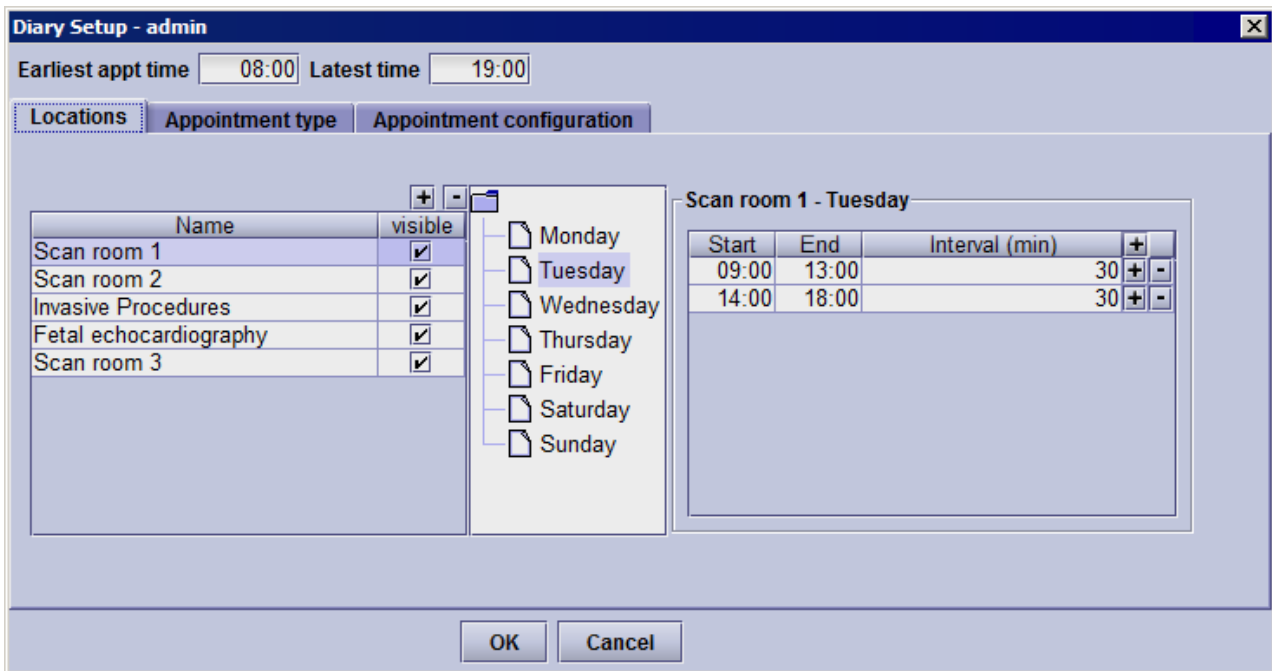 Diary Setup - admin
Earliest appt time 08:00 Latest time 19:00
Locations Appointment type Appointment configuration
+ -
Name visible
Scan room 1
Scan room 2
Invasive Procedures
Fetal echocardiography
Scan room 3
Monday
Tuesday
Wednesday
Thursday
Friday
Saturday
Sunday
Scan room 1 - Tuesday
Start End Interval (min) +
09:00 13:00 30 + -
14:00 18:00 30 + -
OK Cancel